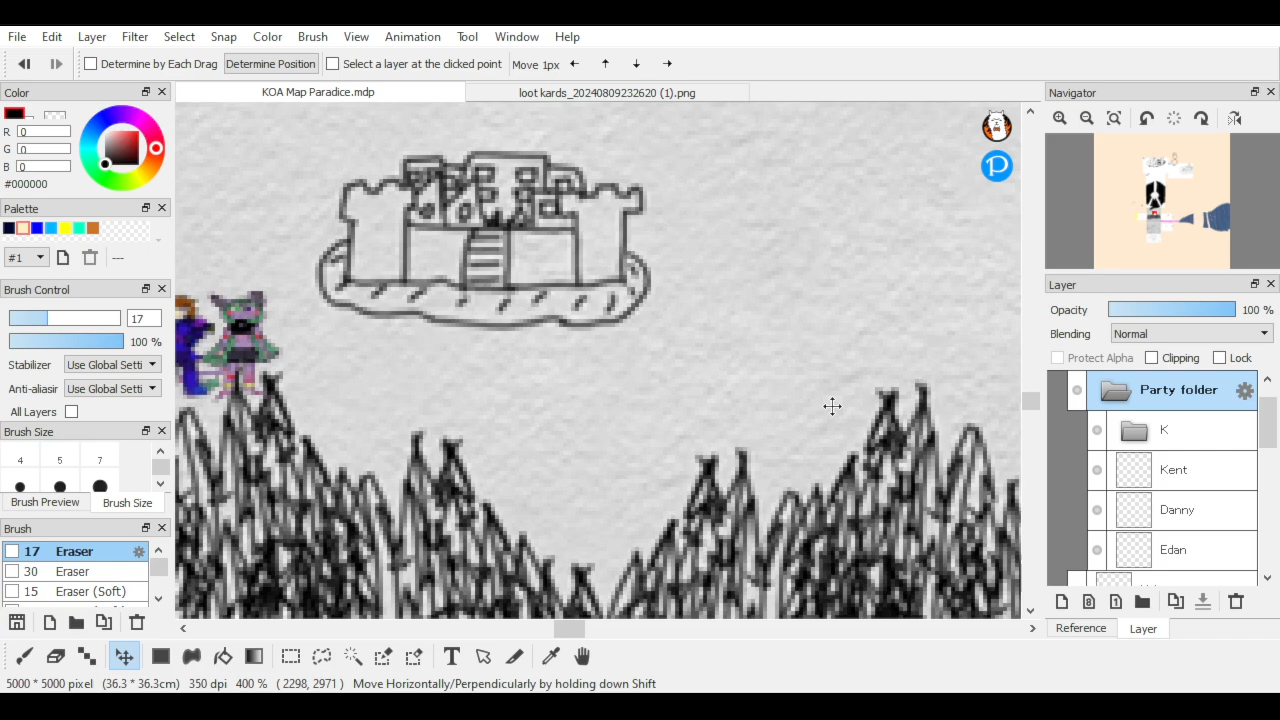 File Edit Layer Filter Select Snap Color Brush View Animation Tool Window Help
Determine by Each Drag Determine Position Select a layer at the clicked point Move 1px
Color
KOA Map Paradice.mdp
loot kards_20240809232620 (1).png
Navigator
R 0
G 0
B 0
#000000
Palette
#1
---
Brush Control
17
100 %
Stabilizer Use Global Setti
Anti-aliasin Use Global Setti
All Layers
Brush Size
4 5 7
Brush Preview Brush Size
Brush
17 Eraser
30 Eraser
15 Eraser (Soft)
Layer
Opacity 100 %
Blending Normal
Protect Alpha Clipping Lock
Party folder
K
Kent
Danny
Edan
8 1
Reference Layer
T
P
5000 * 5000 pixel (36.3 * 36.3cm) 350 dpi 400 % ( 2298, 2971 ) Move Horizontally/Perpendicularly by holding down Shift